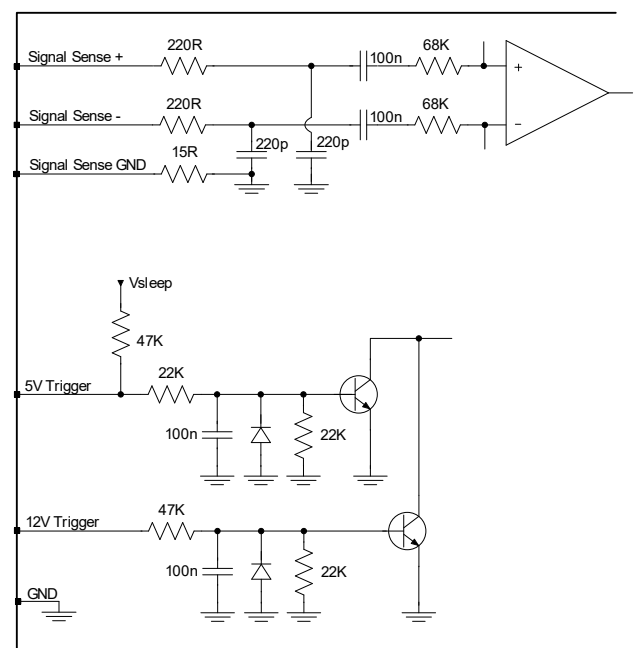 Signal Sense +
220R
100n
68K
+
Signal Sense -
220R
100n
68K
-
220p
220p
Signal Sense GND
15R
Vsleep
47K
5V Trigger
22K
100n
22K
12V Trigger
47K
100n
22K
GND